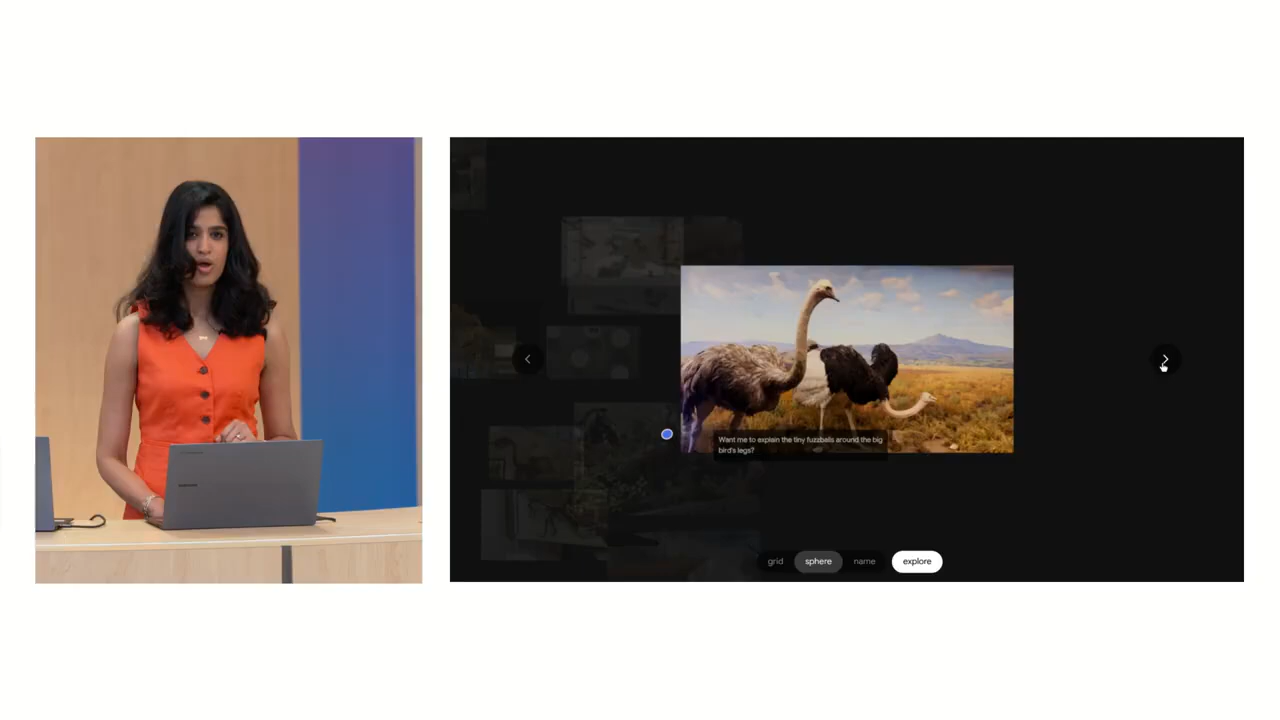 Want me to explain the tiny fuzzballs around the big
bird's legs?
grid
sphere
name
explore